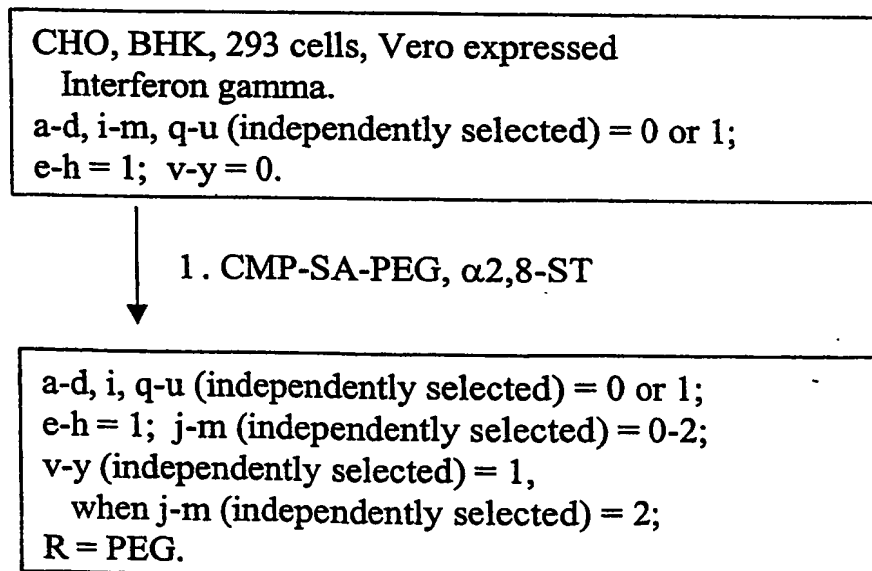 CHO, BHK, 293 cells, Vero expressed
Interferon gamma.
a-d, i-m, q-u (independently selected) = 0 or 1;
e-h = 1; v-y = 0.
1. CMP-SA-PEG, α2,8-ST
a-d, i, q-u (independently selected) = 0 or 1;
e-h = 1; j-m (independently selected) = 0-2;
v-y (independently selected) = 1,
when j-m (independently selected) = 2;
R = PEG.